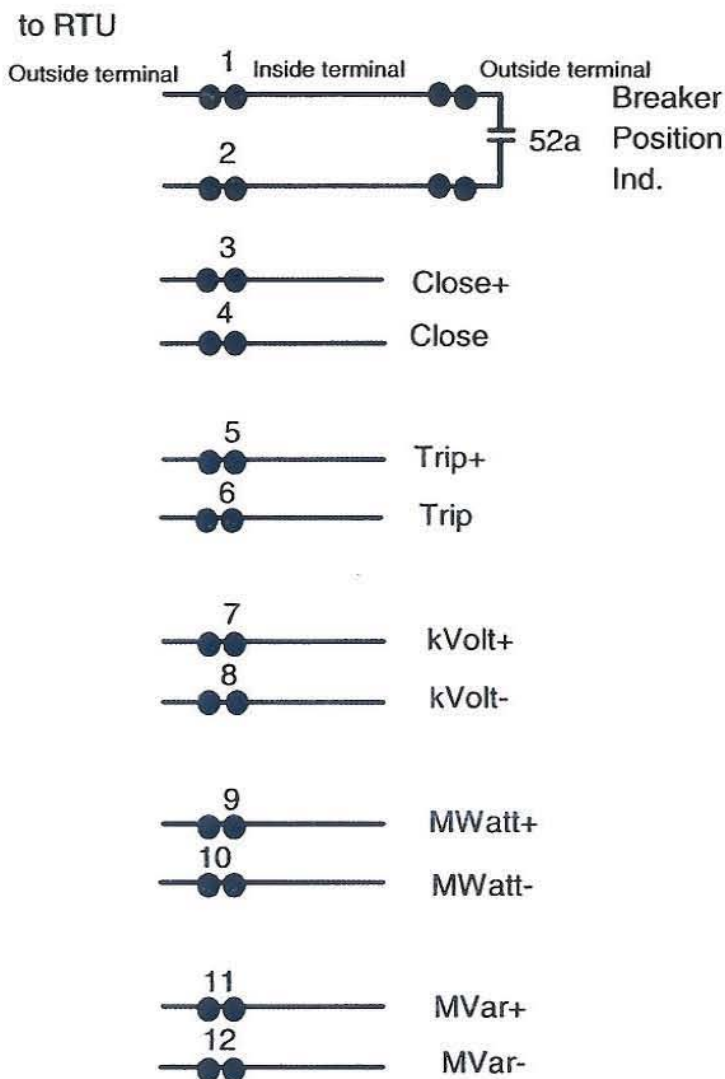 to RTU
1
Outside terminal Inside terminal Outside terminal
Breaker
2 52a Position
Ind.
3
Close+
4
Close
5
Trip+
6
Trip
7
kVolt+
8
kVolt-
9
MWatt+
10
MWatt-
11
MVar+
12
MVar-